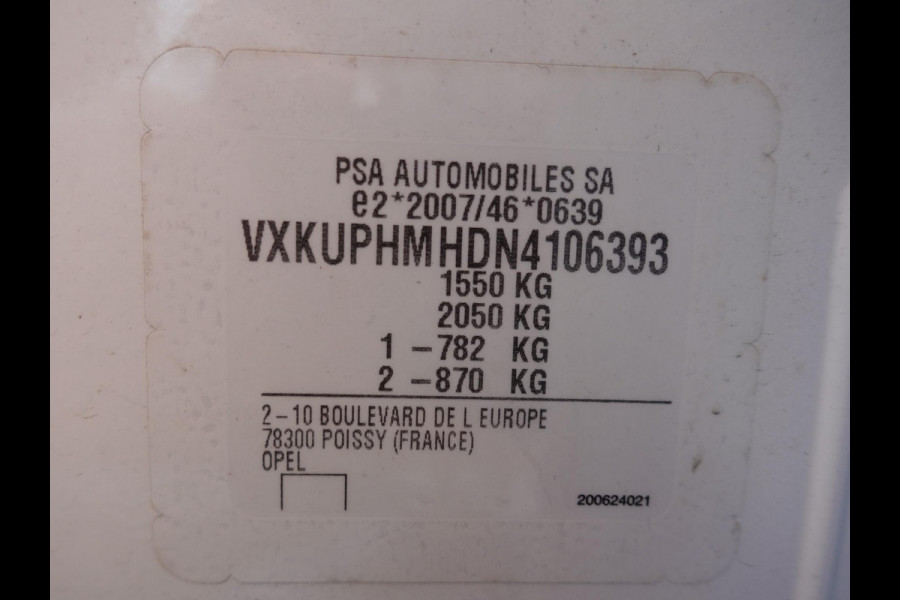 PSA AUTOMOBILES SA
e2*2007/46*0639
VXKUPHMHDN4106393
1550 KG
2050 KG
1 -782 KG
2 -870 KG
2-10 BOULEVARD DE L EUROPE
78300 POISSY (FRANCE)
OPEL
200624021